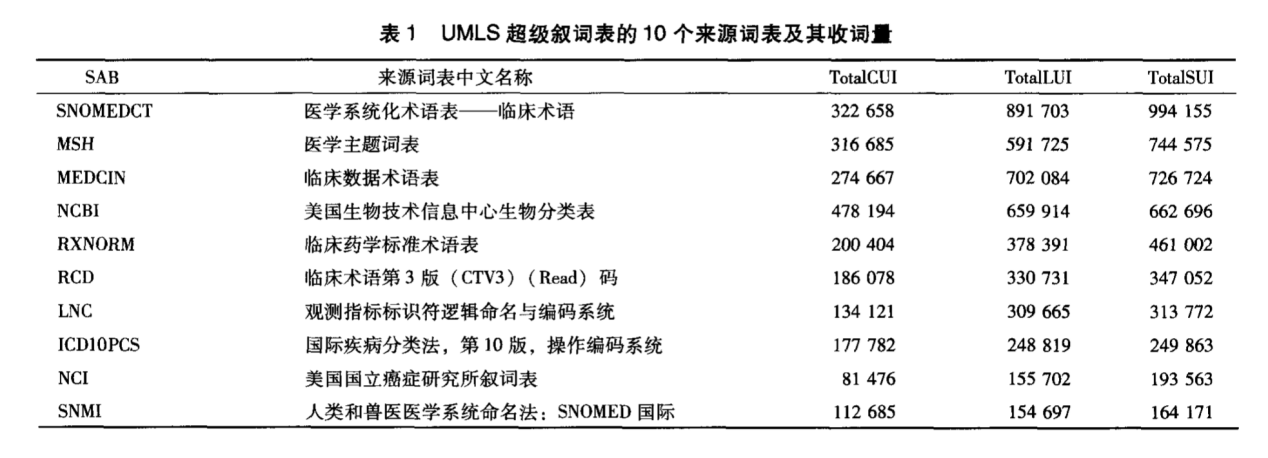 表 1 UMLS 超级叙词表的 10 个来源词表及其收词量
SAB 来源词表中文名称 TotalCUI TotalLUI TotalSUI
SNOMEDCT 医学系统化术语表——临床术语 322 658 891 703 994 155
MSH 医学主题词表 316 685 591 725 744 575
MEDCIN 临床数据术语表 274 667 702 084 726 724
NCBI 美国生物技术信息中心生物分类表 478 194 659 914 662 696
RXNORM 临床药学标准术语表 200 404 378 391 461 002
RCD 临床术语第 3 版（CTV3）（Read）码 186 078 330 731 347 052
LNC 观测指标标识符逻辑命名与编码系统 134 121 309 665 313 772
ICD10PCS 国际疾病分类法，第 10 版，操作编码系统 177 782 248 819 249 863
NCI 美国国立癌症研究所叙词表 81 476 155 702 193 563
SNMI 人类和兽医医学系统命名法：SNOMED 国际 112 685 154 697 164 171